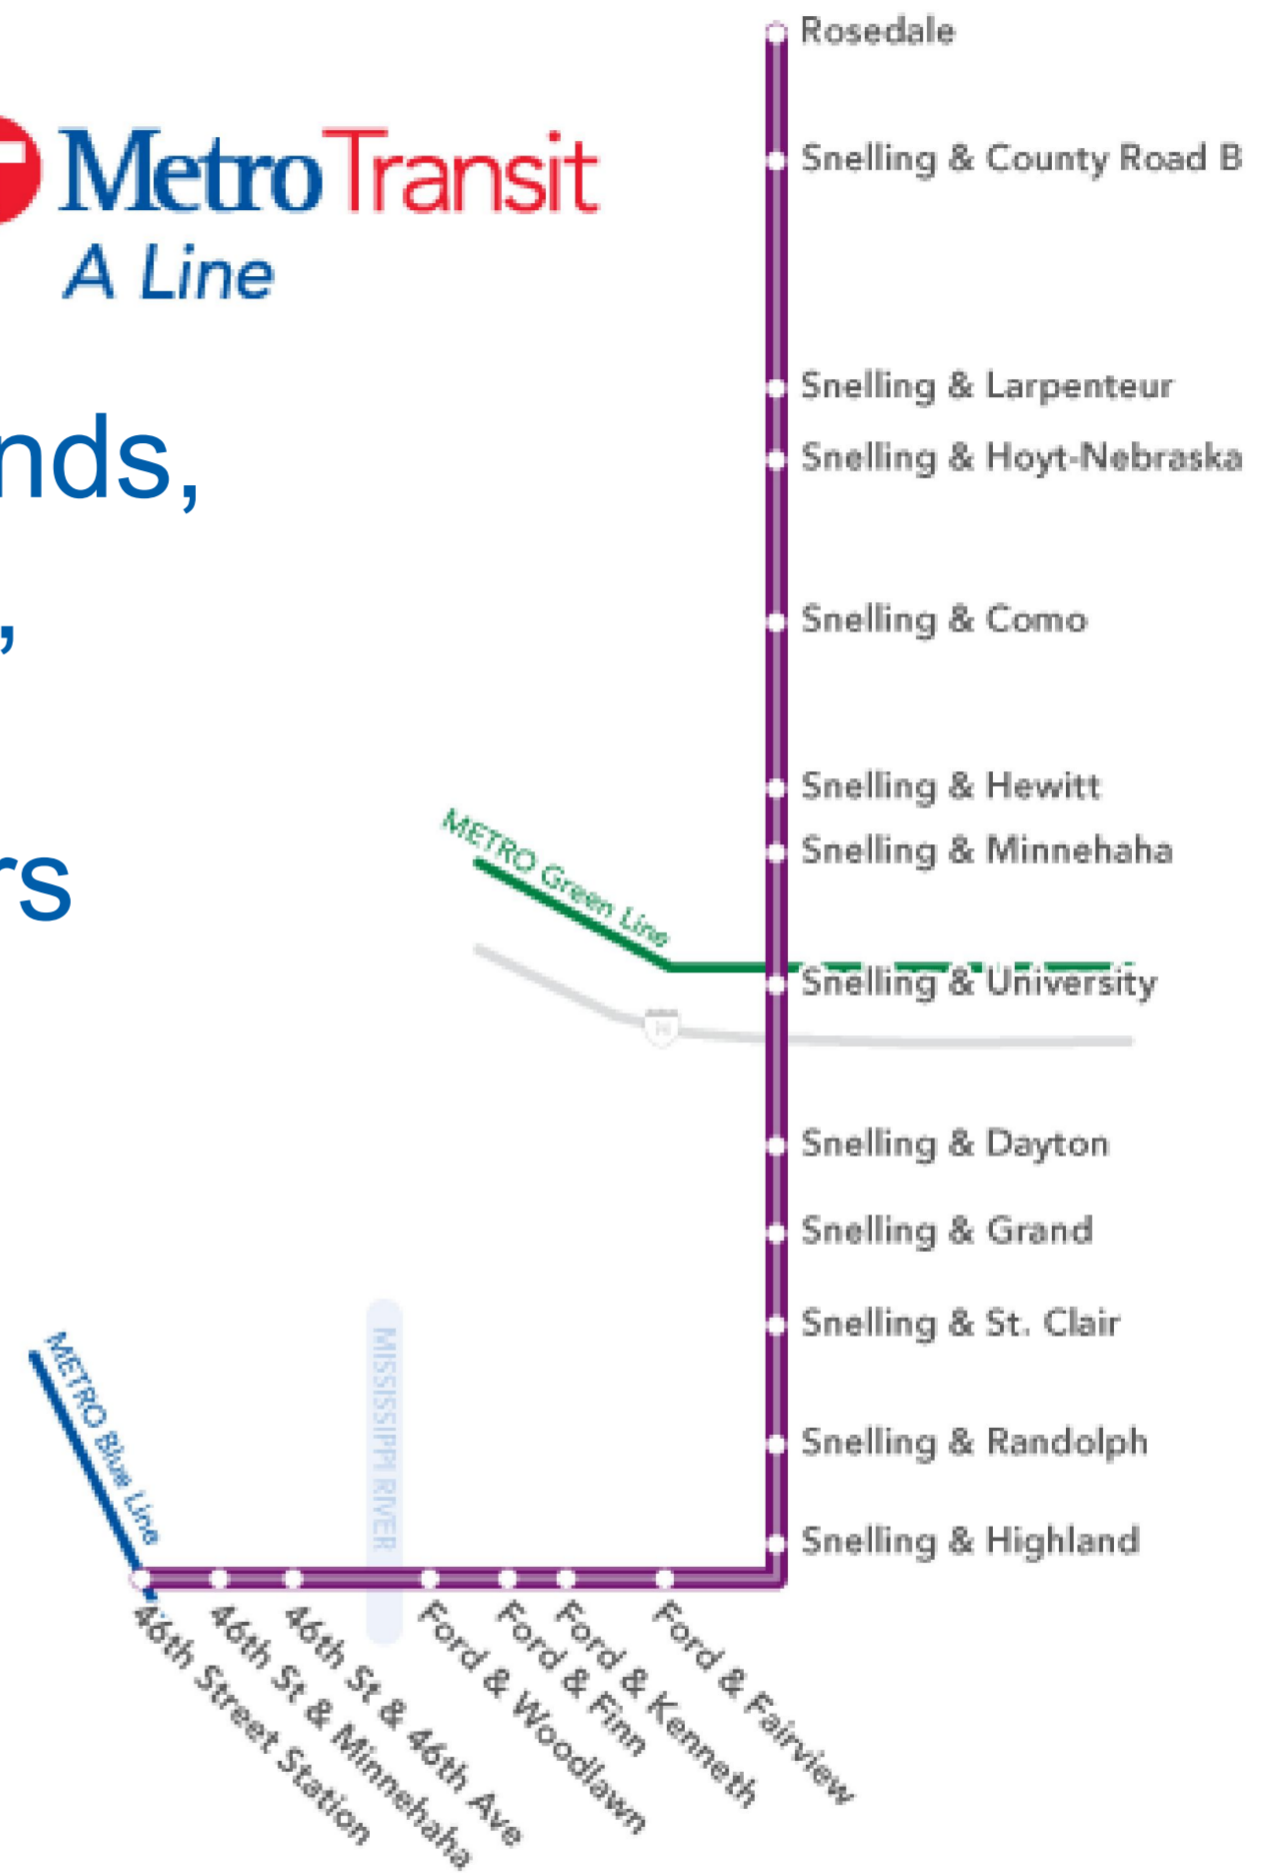 Rosedale
MetroTransit
A Line
Snelling & County Road B
Snelling & Larpenteur
nds,
Snelling & Hoyt-Nebraska
,
Snelling & Como
Snelling & Hewitt
Snelling & Minnehaha
rs
METRO Green Line
Snelling & University
Snelling & Dayton
Snelling & Grand
Snelling & St. Clair
Snelling & Randolph
Snelling & Highland
METRO Blue Line
MISSISSIPPI RIVER
46th Street Station
46th St & Minnehaha
46th St & 46th Ave
Ford & Woodlawn
Ford & Finn
Ford & Kenneth
Ford & Fairview